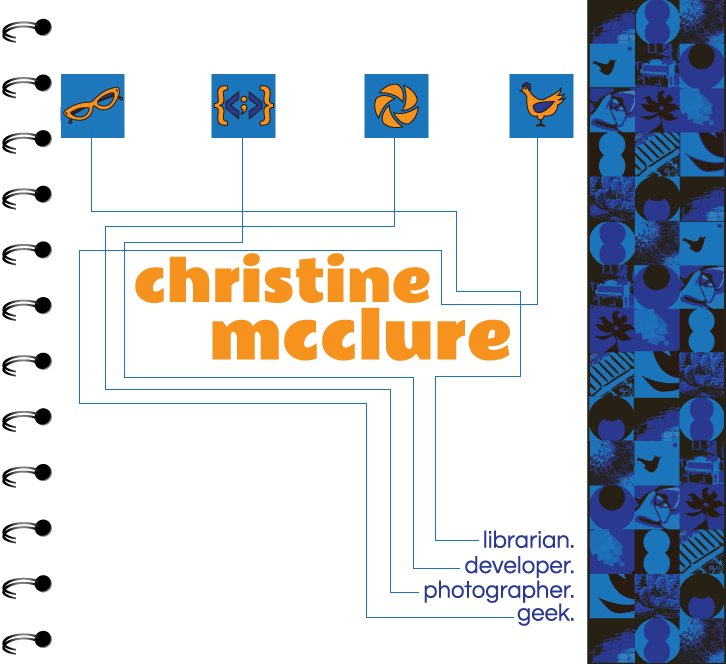 christine
mcclure
librarian.
developer.
photographer.
geek.